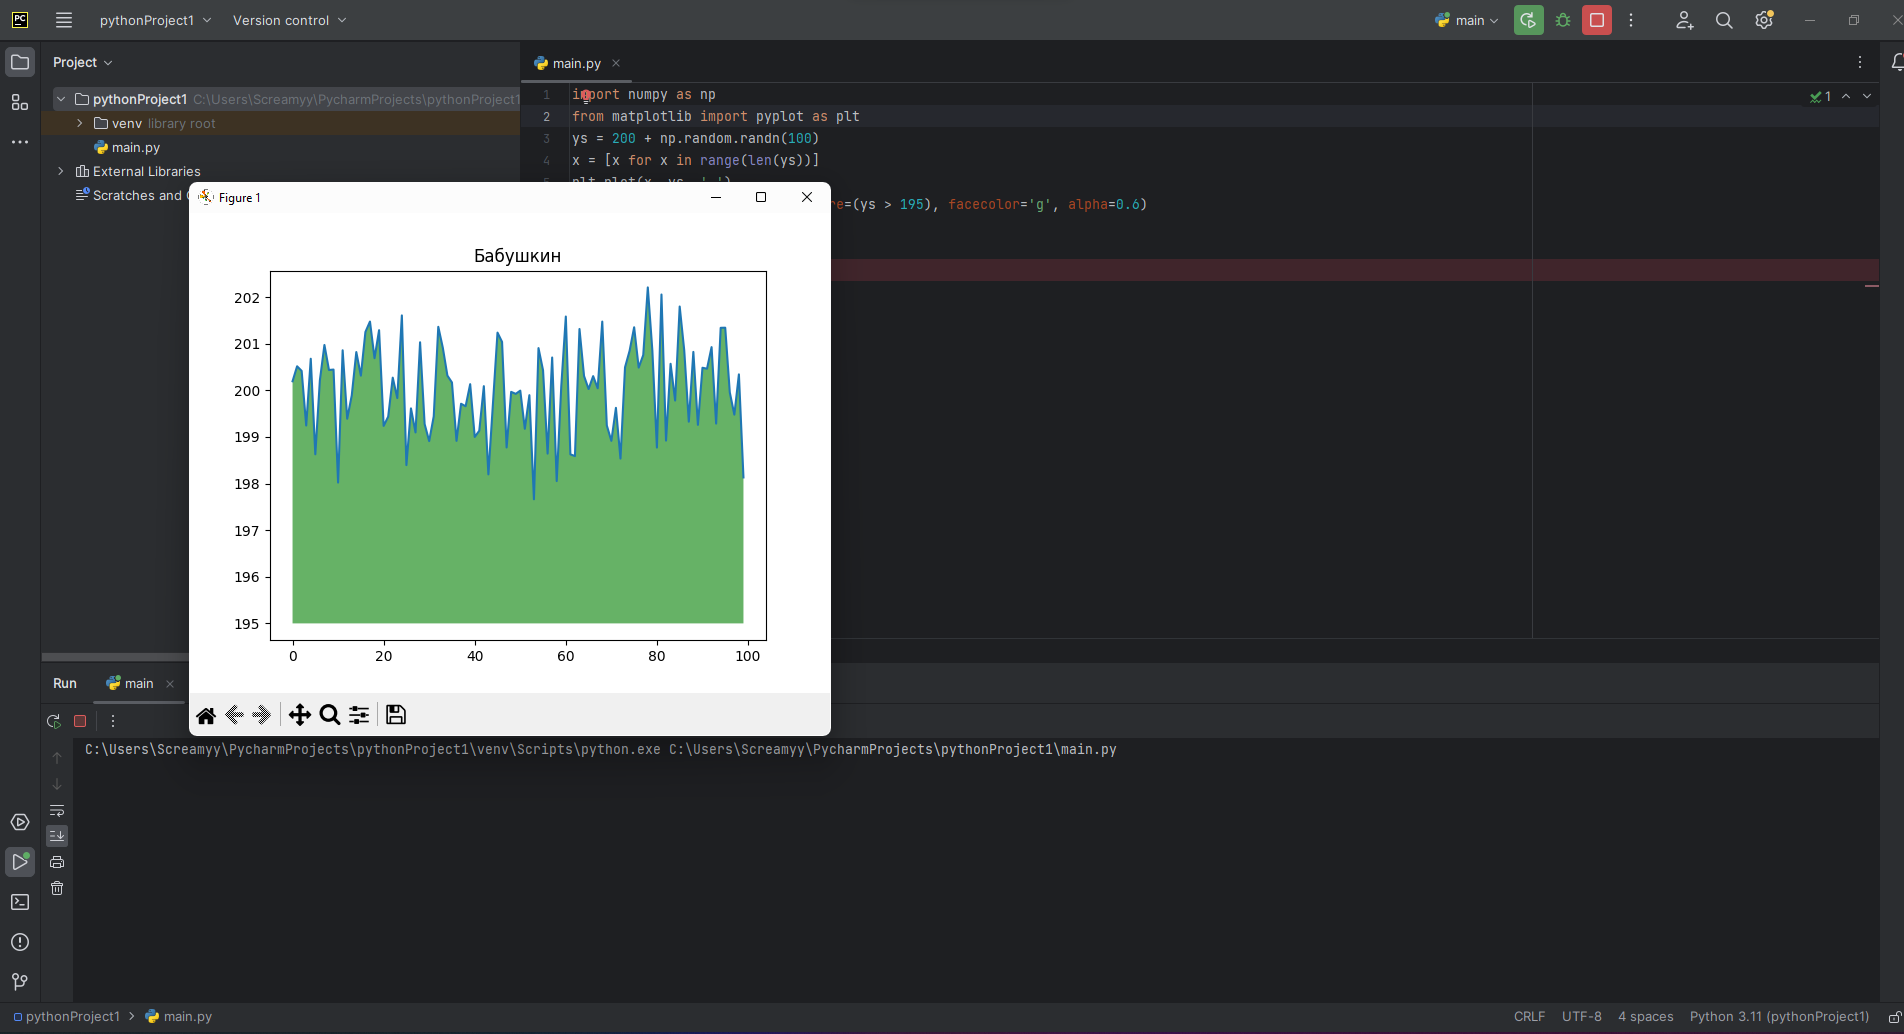 PC pythonProject1 Version control main
Project main.py
pythonProject1 C:\Users\Screamyy\PycharmProjects\pythonProject1
venv library root
main.py
External Libraries
Scratches and
1 import numpy as np
2 from matplotlib import pyplot as plt
3 ys = 200 + np.random.randn(100)
4 x = [x for x in range(len(ys))]
5 plt.plot(x, ys, '-')
re=(ys > 195), facecolor='g', alpha=0.6)
1
Figure 1
Бабушкин
202
201
200
199
198
197
196
195
0 20 40 60 80 100
Run main
C:\Users\Screamyy\PycharmProjects\pythonProject1\venv\Scripts\python.exe C:\Users\Screamyy\PycharmProjects\pythonProject1\main.py
pythonProject1 > main.py CRLF UTF-8 4 spaces Python 3.11 (pythonProject1)